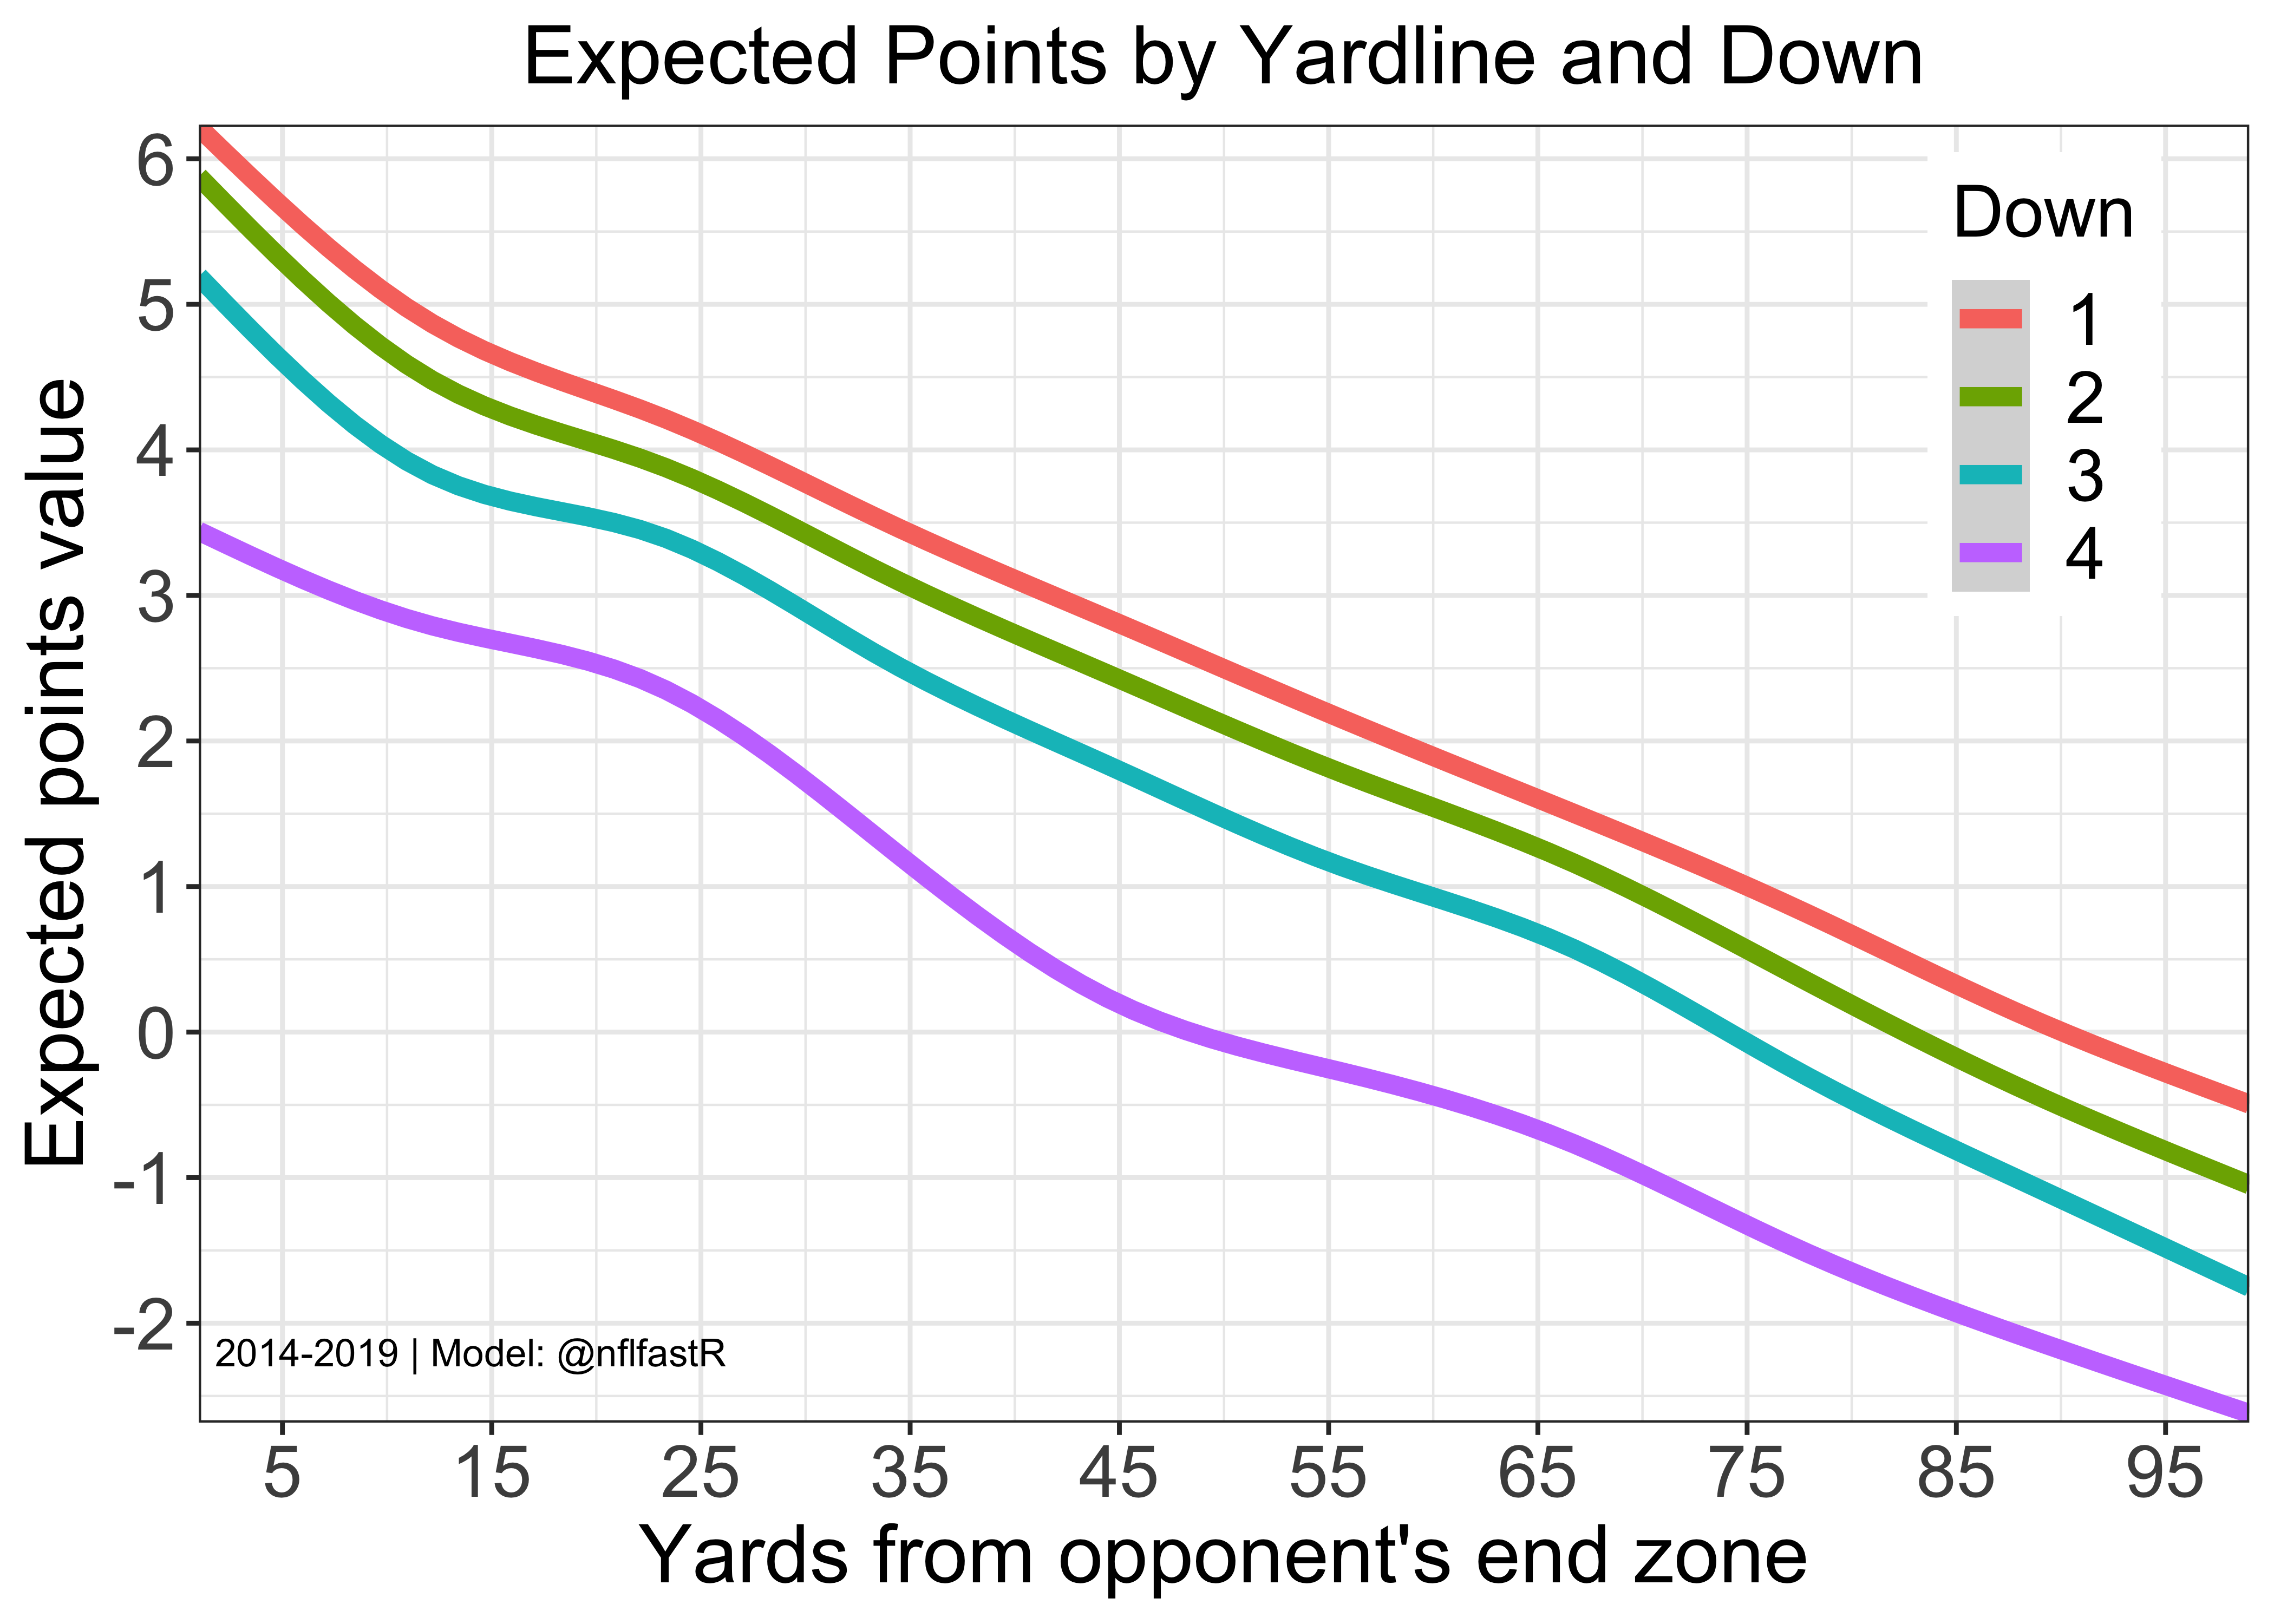 Expected Points by Yardline and Down
Expected points value
6
5
4
3
2
1
0
-1
-2
Down
1
2
3
4
2014-2019 | Model: @nflfastR
5 15 25 35 45 55 65 75 85 95
Yards from opponent's end zone